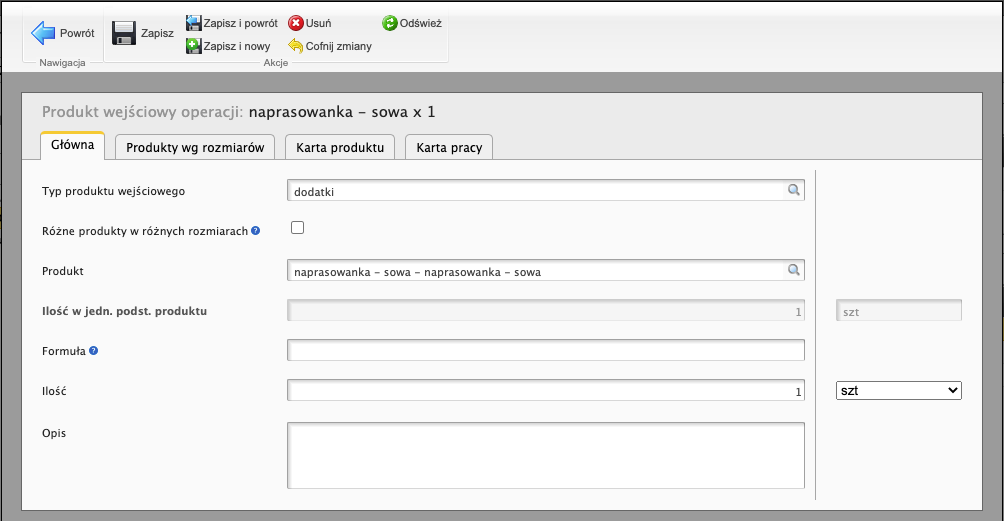 Powrót
Zapisz
Zapisz i powrót
Usuń
Odśwież
Zapisz i nowy
Cofnij zmiany
Nawigacja
Akcje
Produkt wejściowy operacji: naprasowanka – sowa x 1
Główna
Produkty wg rozmiarów
Karta produktu
Karta pracy
Typ produktu wejściowego
dodatki
Różne produkty w różnych rozmiarach ?
Produkt
naprasowanka – sowa – naprasowanka – sowa
Ilość w jedn. podst. produktu
1
szt
Formuła ?
Ilość
1
szt
Opis